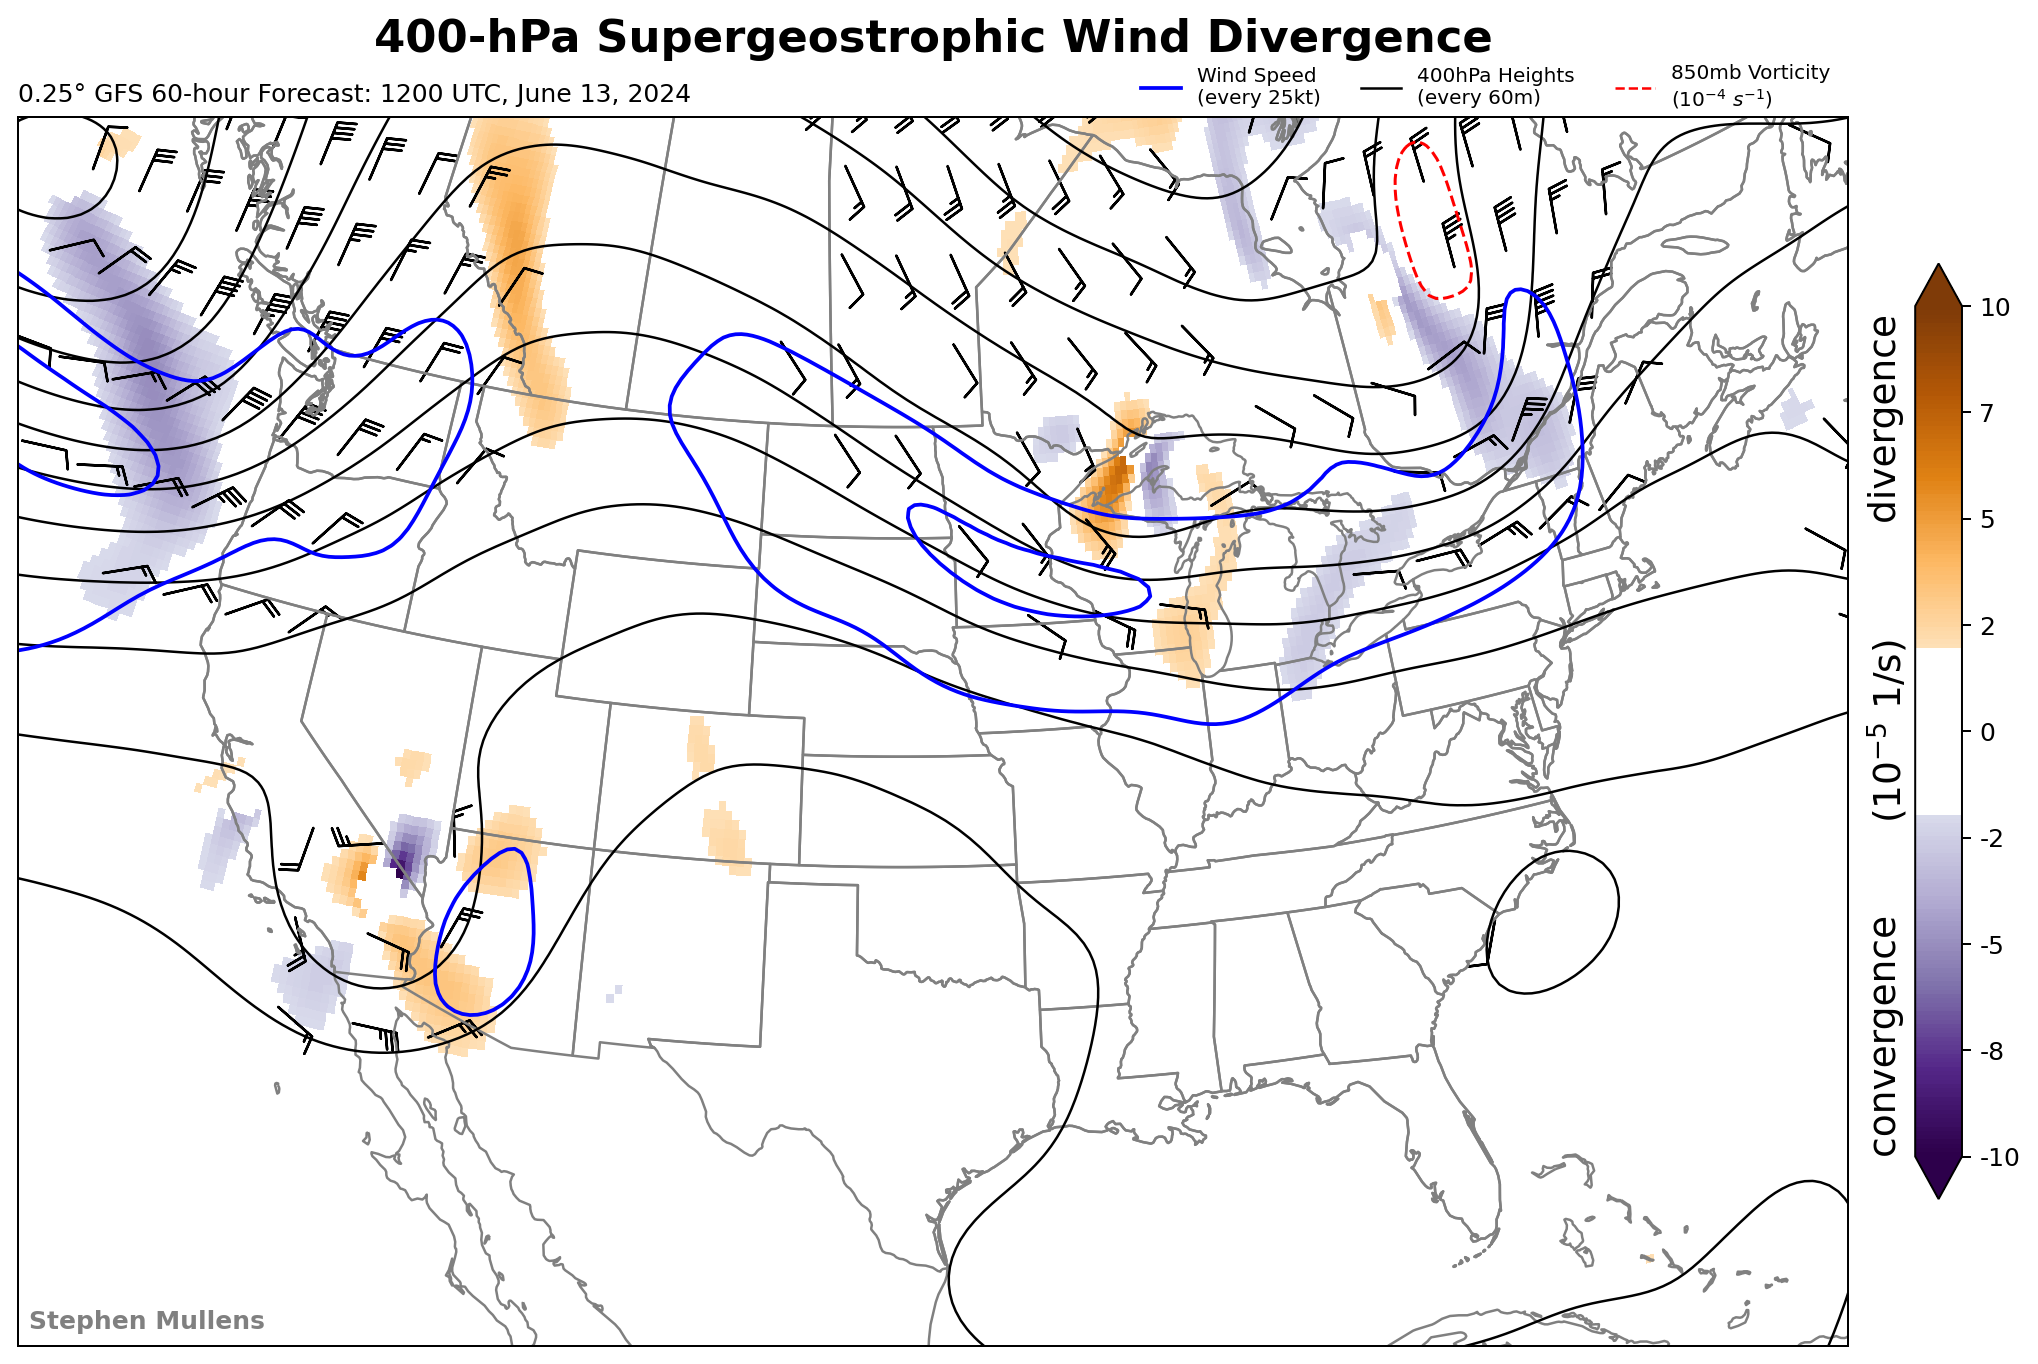 400-hPa Supergeostrophic Wind Divergence
0.25° GFS 60-hour Forecast: 1200 UTC, June 13, 2024
Wind Speed
(every 25kt)
400hPa Heights
(every 60m)
850mb Vorticity
(10⁻⁴ s⁻¹)
10
7
5
2
0
-2
-5
-8
-10
convergence (10⁻⁵ 1/s) divergence
Stephen Mullens